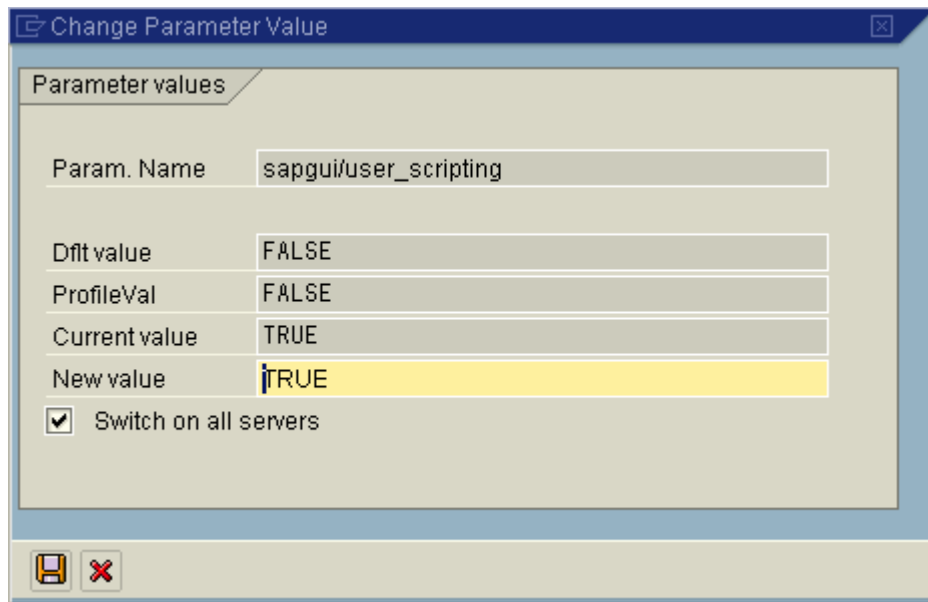 Change Parameter Value
Parameter values
Param. Name sapgui/user_scripting
Dflt value FALSE
ProfileVal FALSE
Current value TRUE
New value TRUE
Switch on all servers